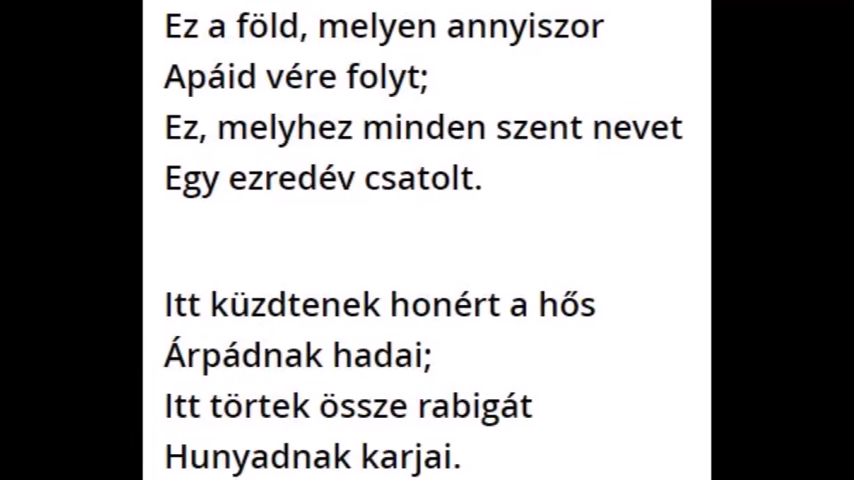 Ez a föld, melyen annyiszor
Apáid vére folyt;
Ez, melyhez minden szent nevet
Egy ezredév csatolt.
Itt küzdtenek honért a hős
Árpádnak hadai;
Itt törtek össze rabigát
Hunyadnak karjai.